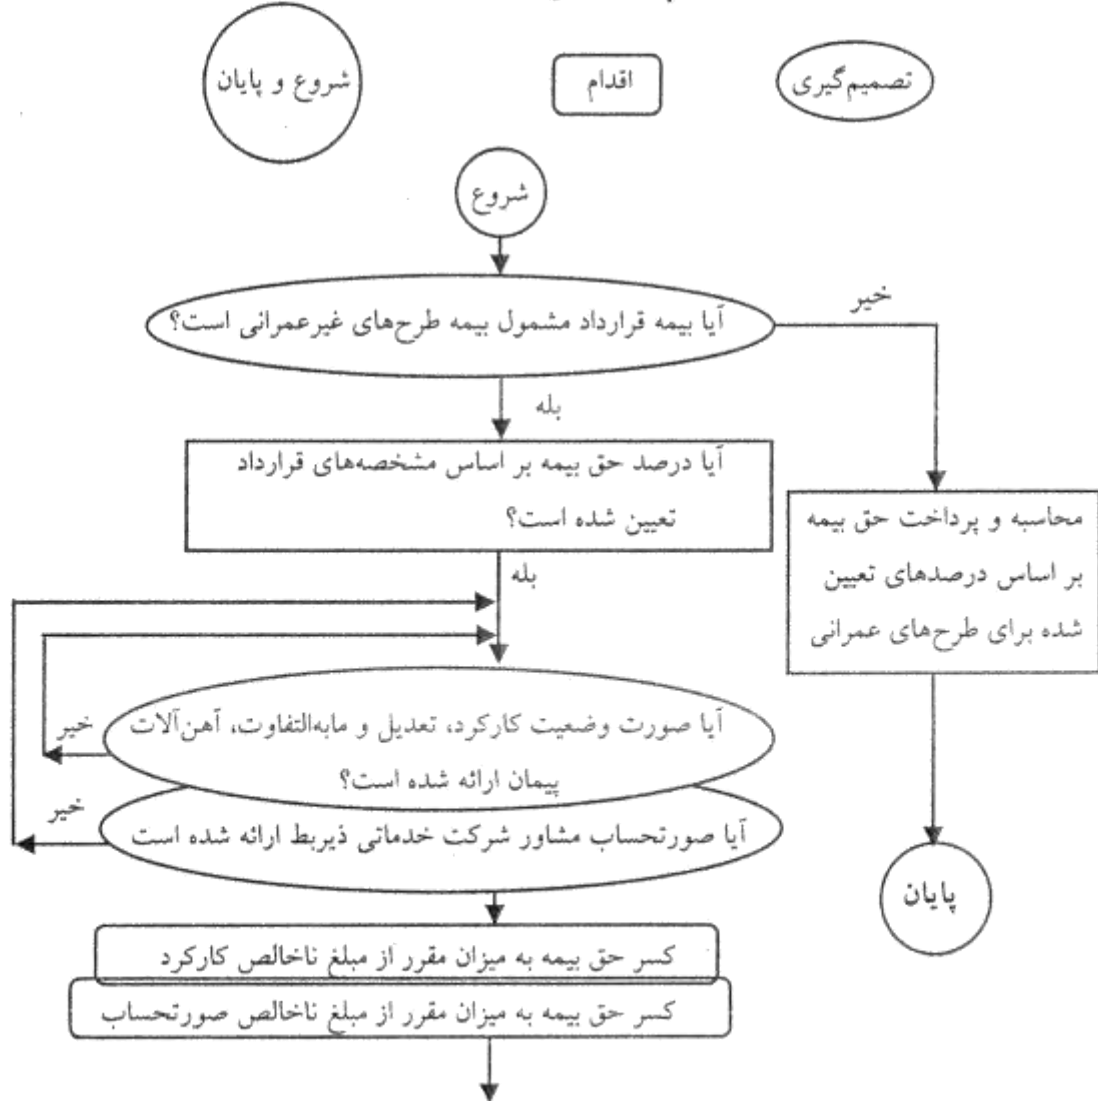 تصمیم‌گیری
اقدام
شروع و پایان
شروع
خیر
آیا بیمه قرارداد مشمول بیمه طرح‌های غیرعمرانی است؟
بله
آیا درصد حق بیمه بر اساس مشخصه‌های قرارداد
تعیین شده است؟
محاسبه و پرداخت حق بیمه
بر اساس درصدهای تعیین
شده برای طرح‌های عمرانی
بله
آیا صورت وضعیت کارکرد، تعدیل و مابه‌التفاوت، آهن‌آلات
پیمان ارائه شده است؟
خیر
آیا صورتحساب مشاور شرکت خدماتی ذیربط ارائه شده است
خیر
پایان
کسر حق بیمه به میزان مقرر از مبلغ ناخالص کارکرد
کسر حق بیمه به میزان مقرر از مبلغ ناخالص صورتحساب